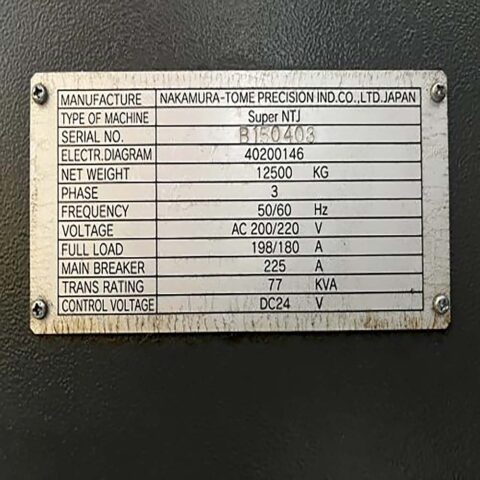 MANUFACTURE NAKAMURA-TOME PRECISION IND.CO.,LTD.JAPAN
TYPE OF MACHINE Super NTJ
SERIAL NO. B150403
ELECTR.DIAGRAM 40200146
NET WEIGHT 12500 KG
PHASE 3
FREQUENCY 50/60 Hz
VOLTAGE AC 200/220 V
FULL LOAD 198/180 A
MAIN BREAKER 225 A
TRANS RATING 77 KVA
CONTROL VOLTAGE DC24 V